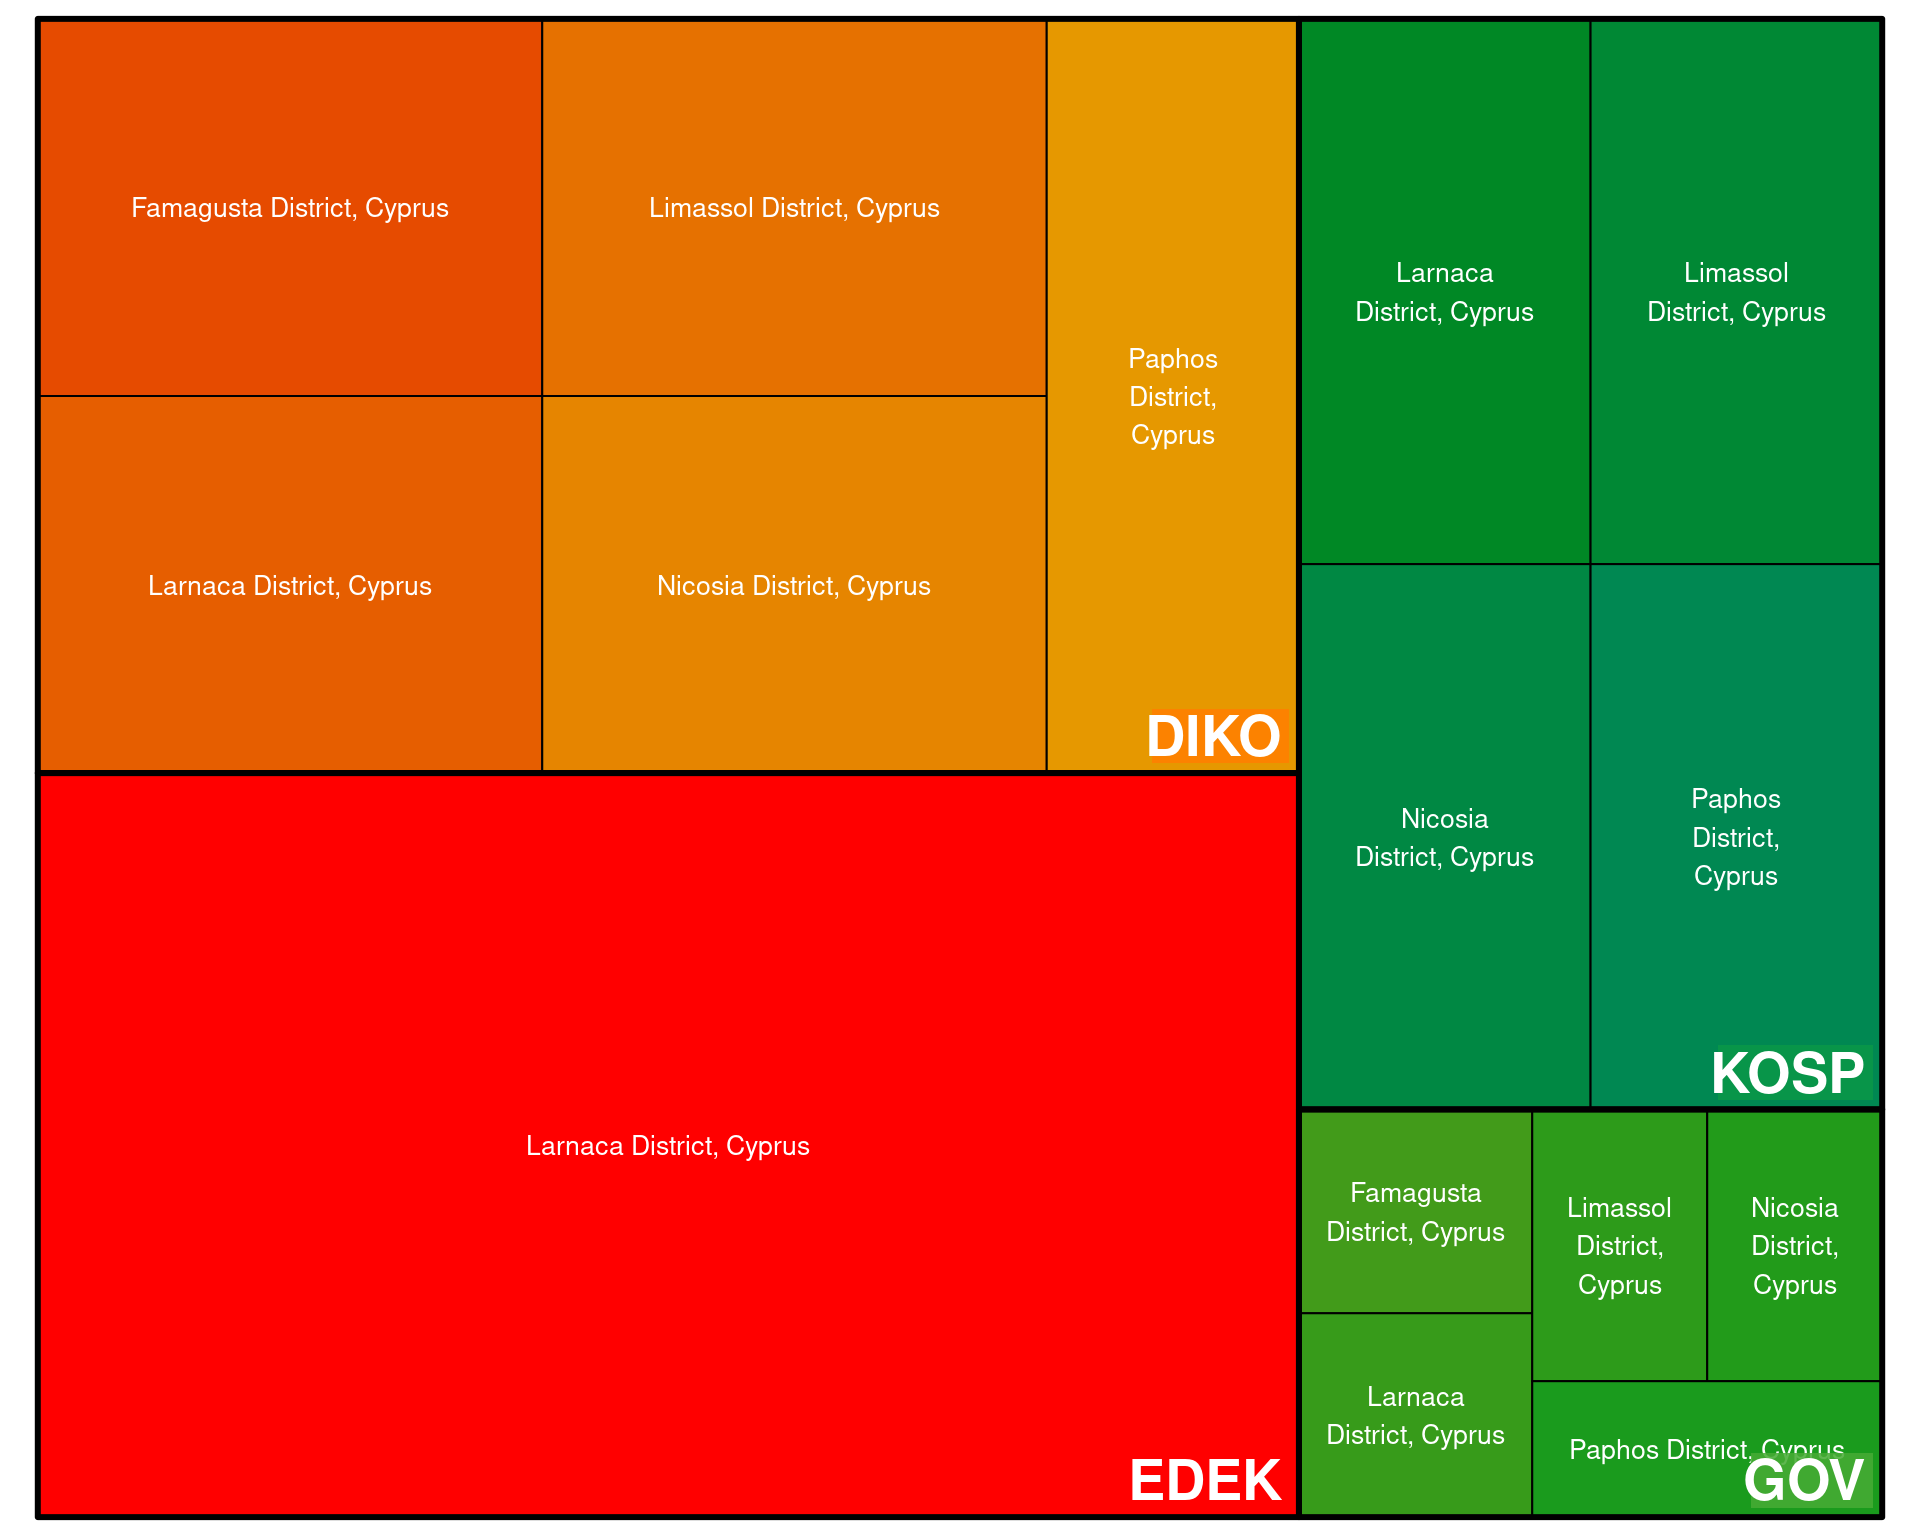 Famagusta District, Cyprus
Limassol District, Cyprus
Larnaca District, Cyprus
Nicosia District, Cyprus
Paphos
District,
Cyprus
DIKO
Larnaca District, Cyprus
EDEK
Larnaca
District, Cyprus
Limassol
District, Cyprus
Nicosia
District, Cyprus
Paphos
District,
Cyprus
KOSP
Famagusta
District, Cyprus
Larnaca
District, Cyprus
Limassol
District,
Cyprus
Nicosia
District,
Cyprus
Paphos District, Cyprus
GOV